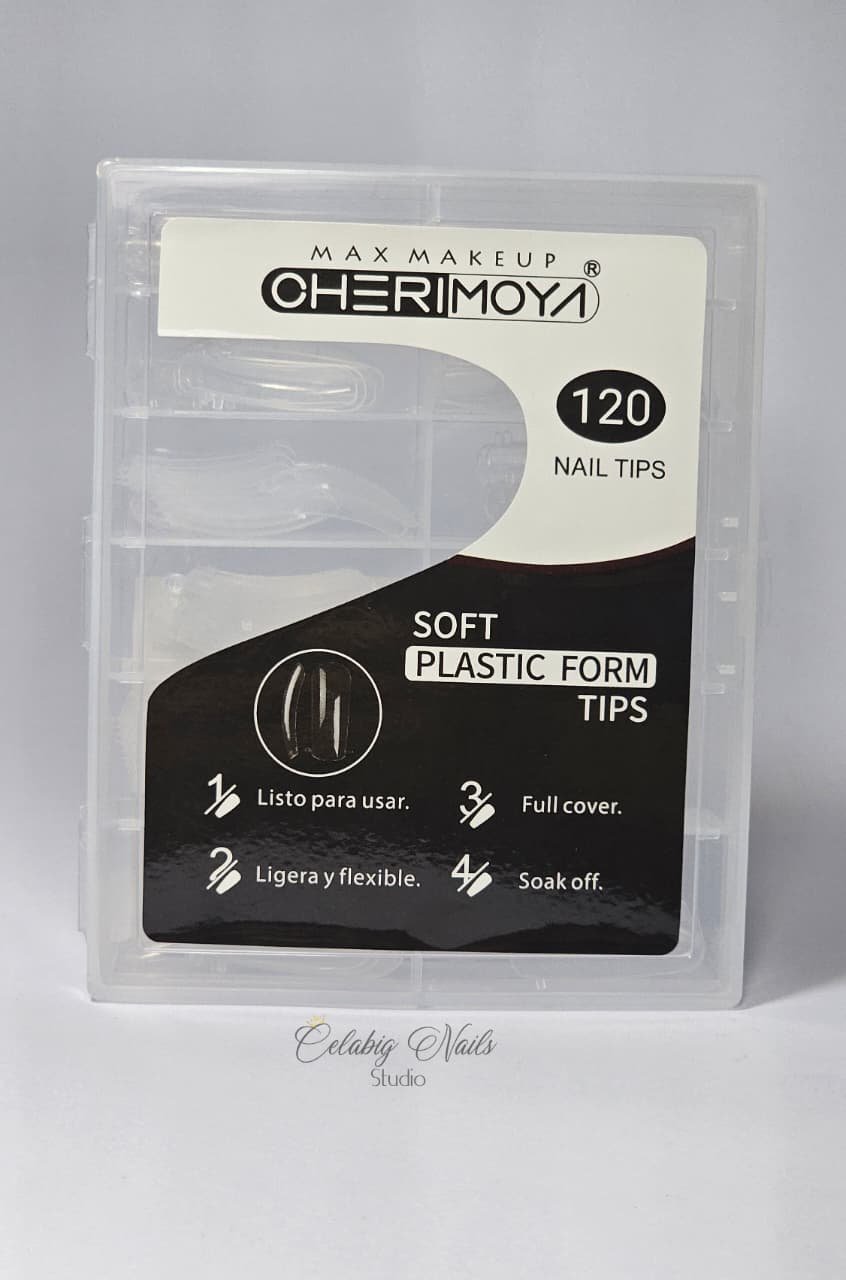 MAX MAKEUP
CHERIMOYA®
120
NAIL TIPS
SOFT
PLASTIC FORM
TIPS
1 Listo para usar.
2 Ligera y flexible.
3 Full cover.
4 Soak off.
Celabig Nails
Studio